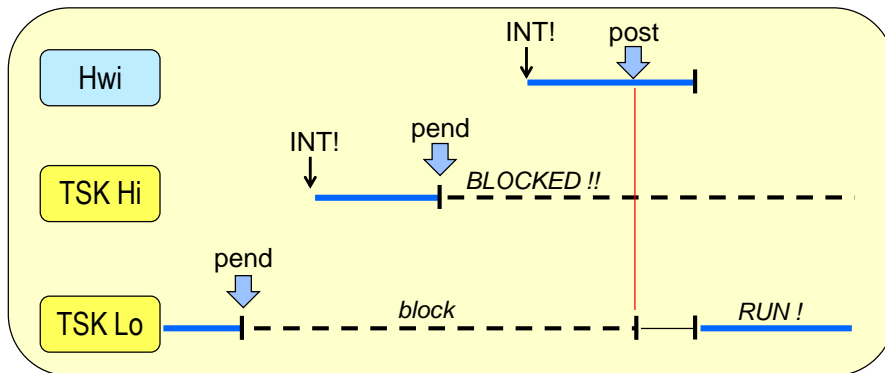 INT! post
Hwi
INT! pend
TSK Hi BLOCKED !!
pend
TSK Lo block RUN !